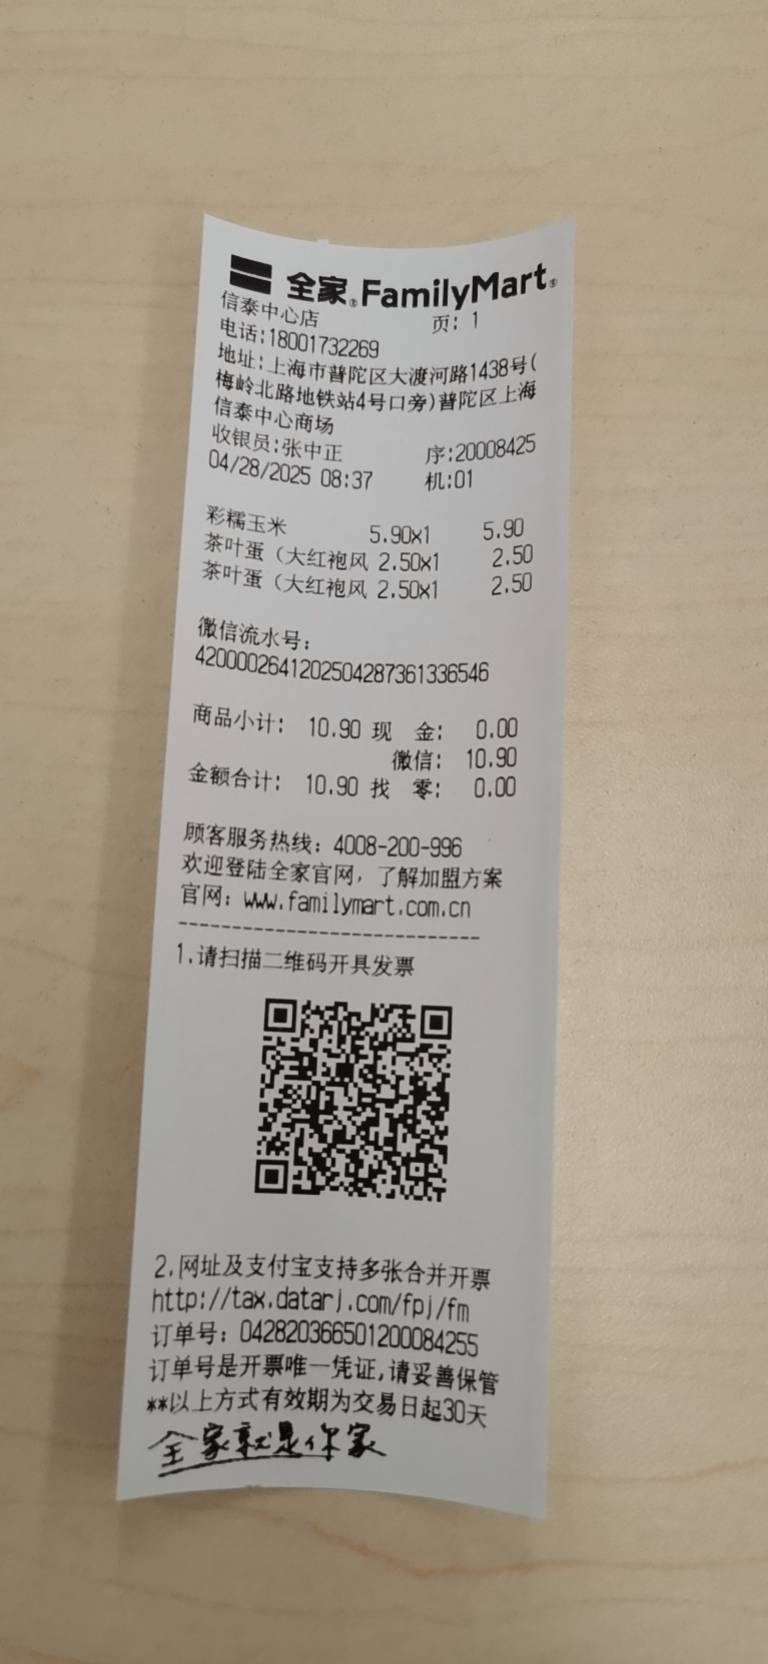 全家®FamilyMart®
信泰中心店 页: 1
电话:18001732269
地址:上海市普陀区大渡河路1438号(
梅岭北路地铁站4号口旁)普陀区上海
信泰中心商场
收银员:张中正 序:20008425
04/28/2025 08:37 机:01
彩糯玉米 5.90x1 5.90
茶叶蛋（大红袍风 2.50x1 2.50
茶叶蛋（大红袍风 2.50x1 2.50
微信流水号:
4200002641202504287361336546
商品小计: 10.90 现 金: 0.00
微信: 10.90
金额合计: 10.90 找 零: 0.00
顾客服务热线: 4008-200-996
欢迎登陆全家官网, 了解加盟方案
官网: www.familymart.com.cn
1.请扫描二维码开具发票
2.网址及支付宝支持多张合并开票
http://tax.datarj.com/fpj/fm
订单号: 042820366501200084255
订单号是开票唯一凭证,请妥善保管
**以上方式有效期为交易日起30天
全家就是你家